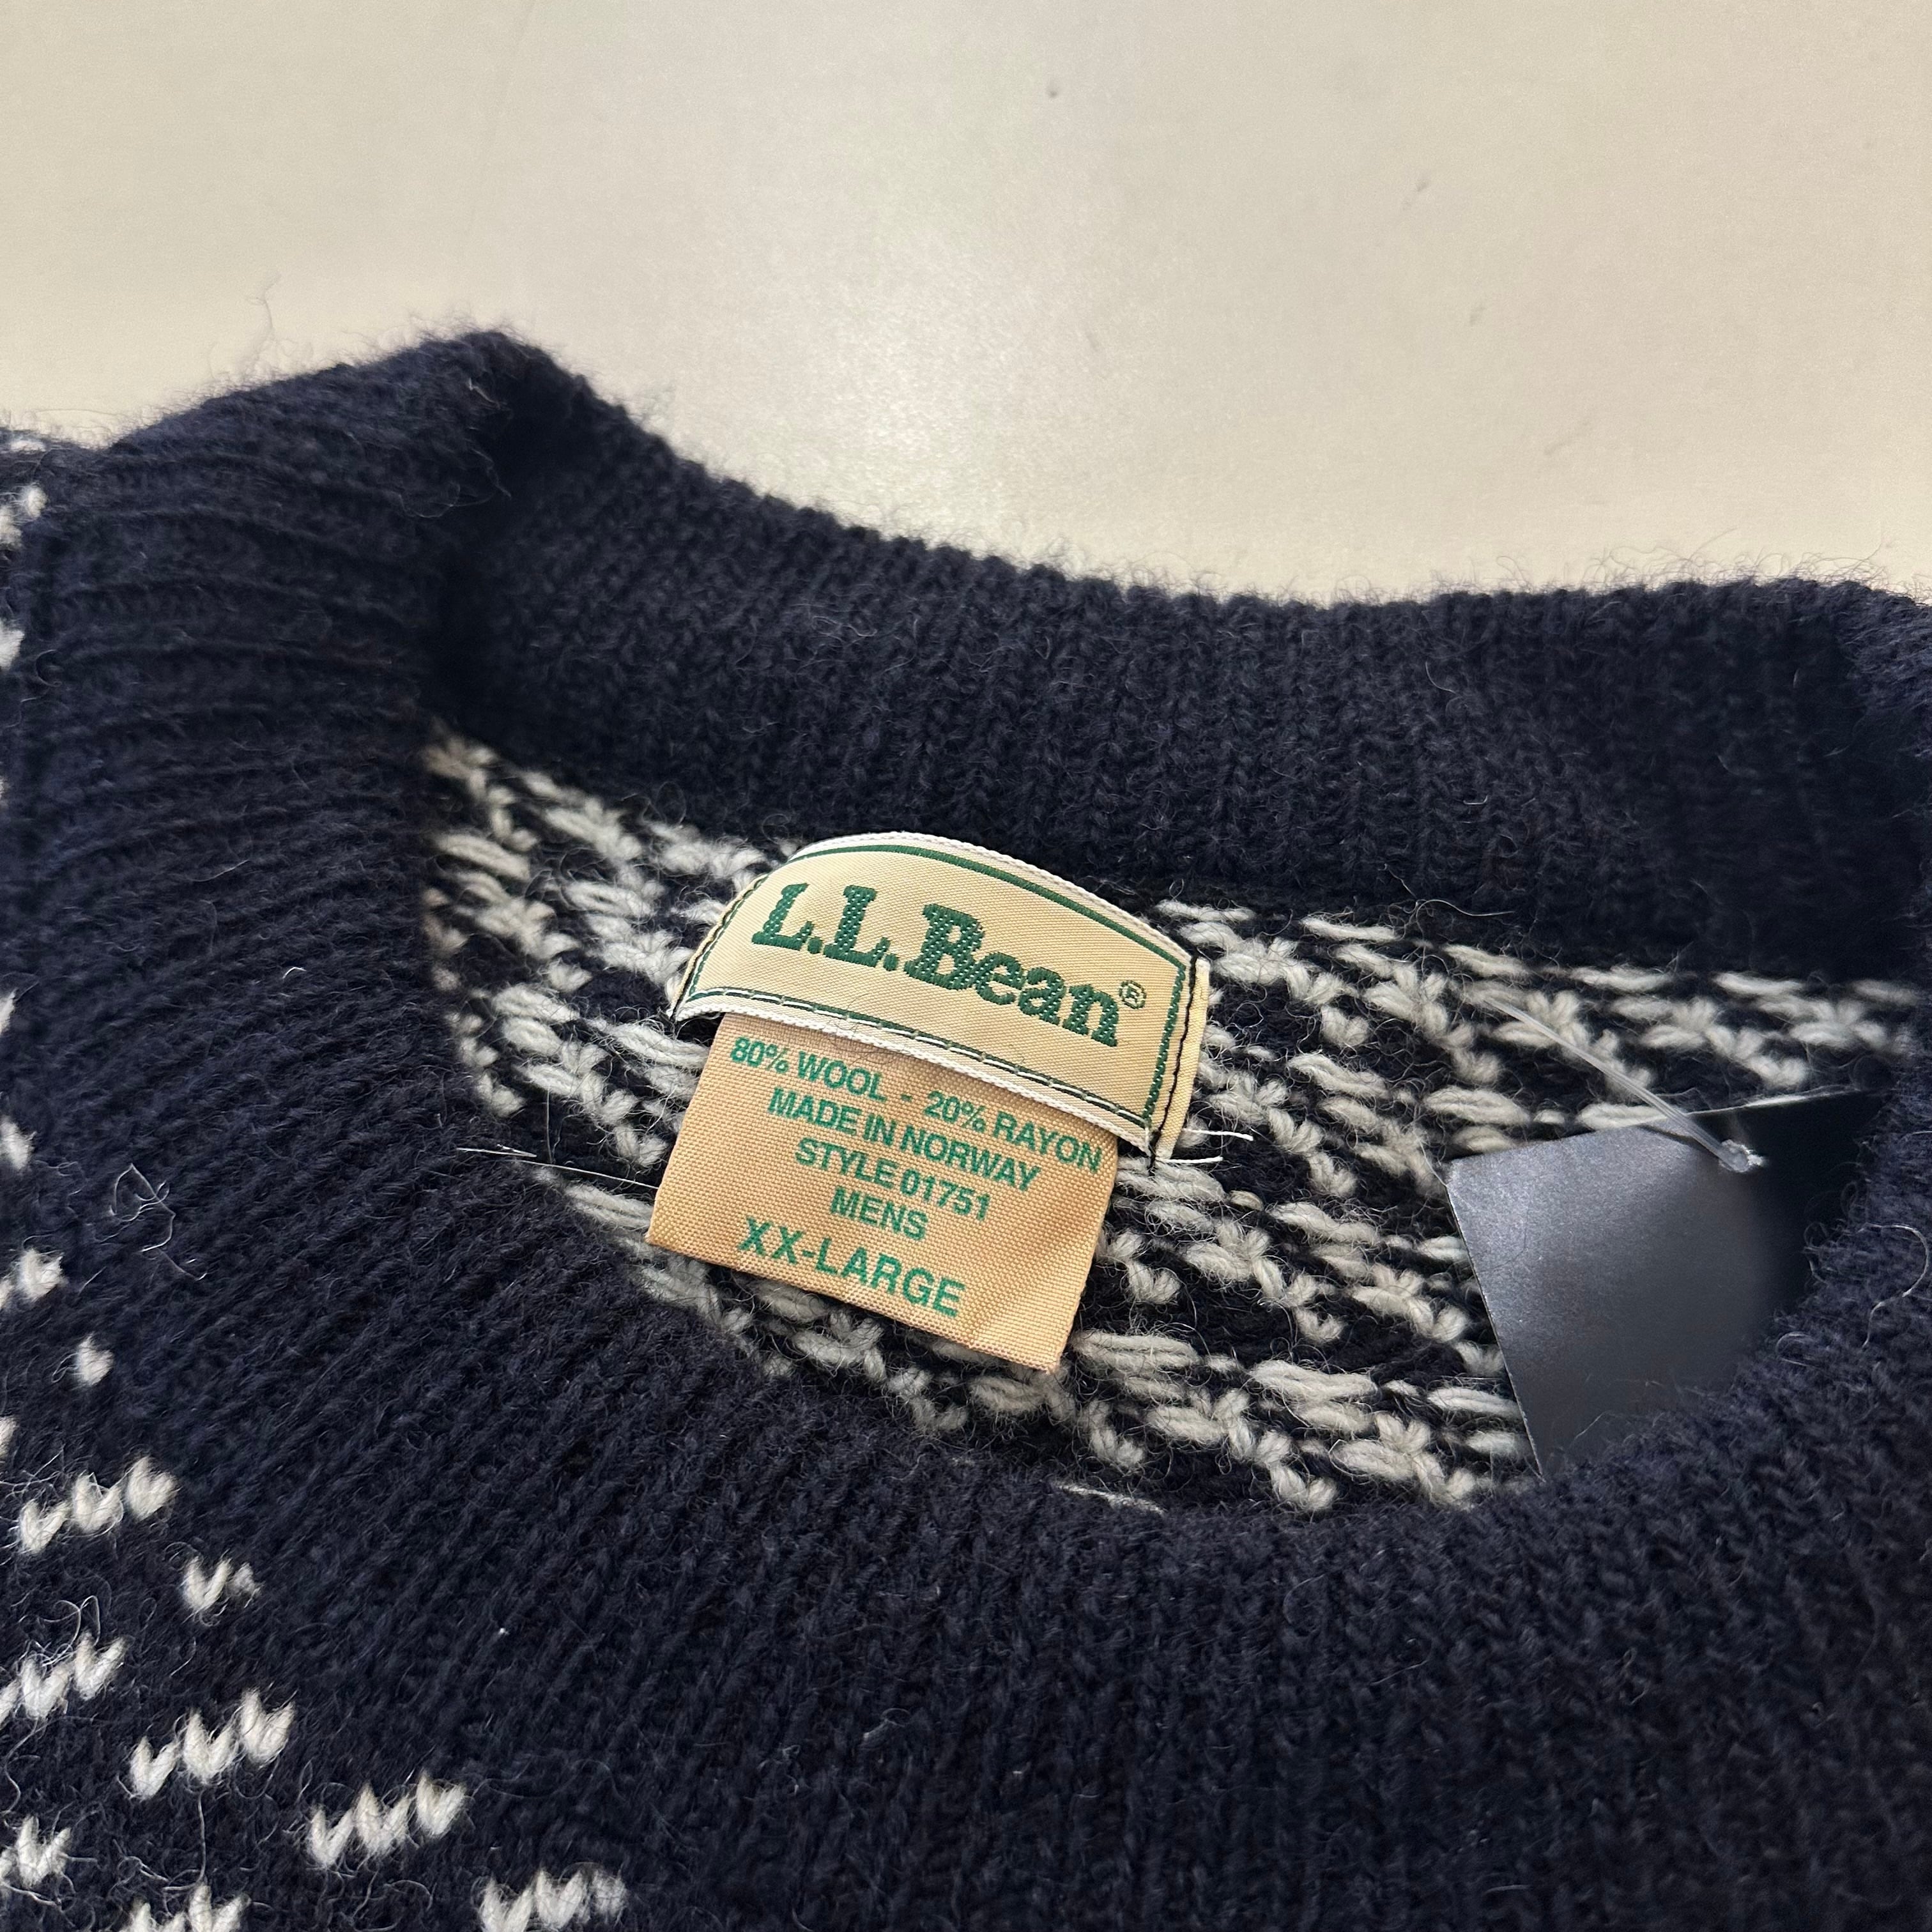 L.L.Bean®
80% WOOL - 20% RAYON
MADE IN NORWAY
STYLE 01751
MENS
XX-LARGE